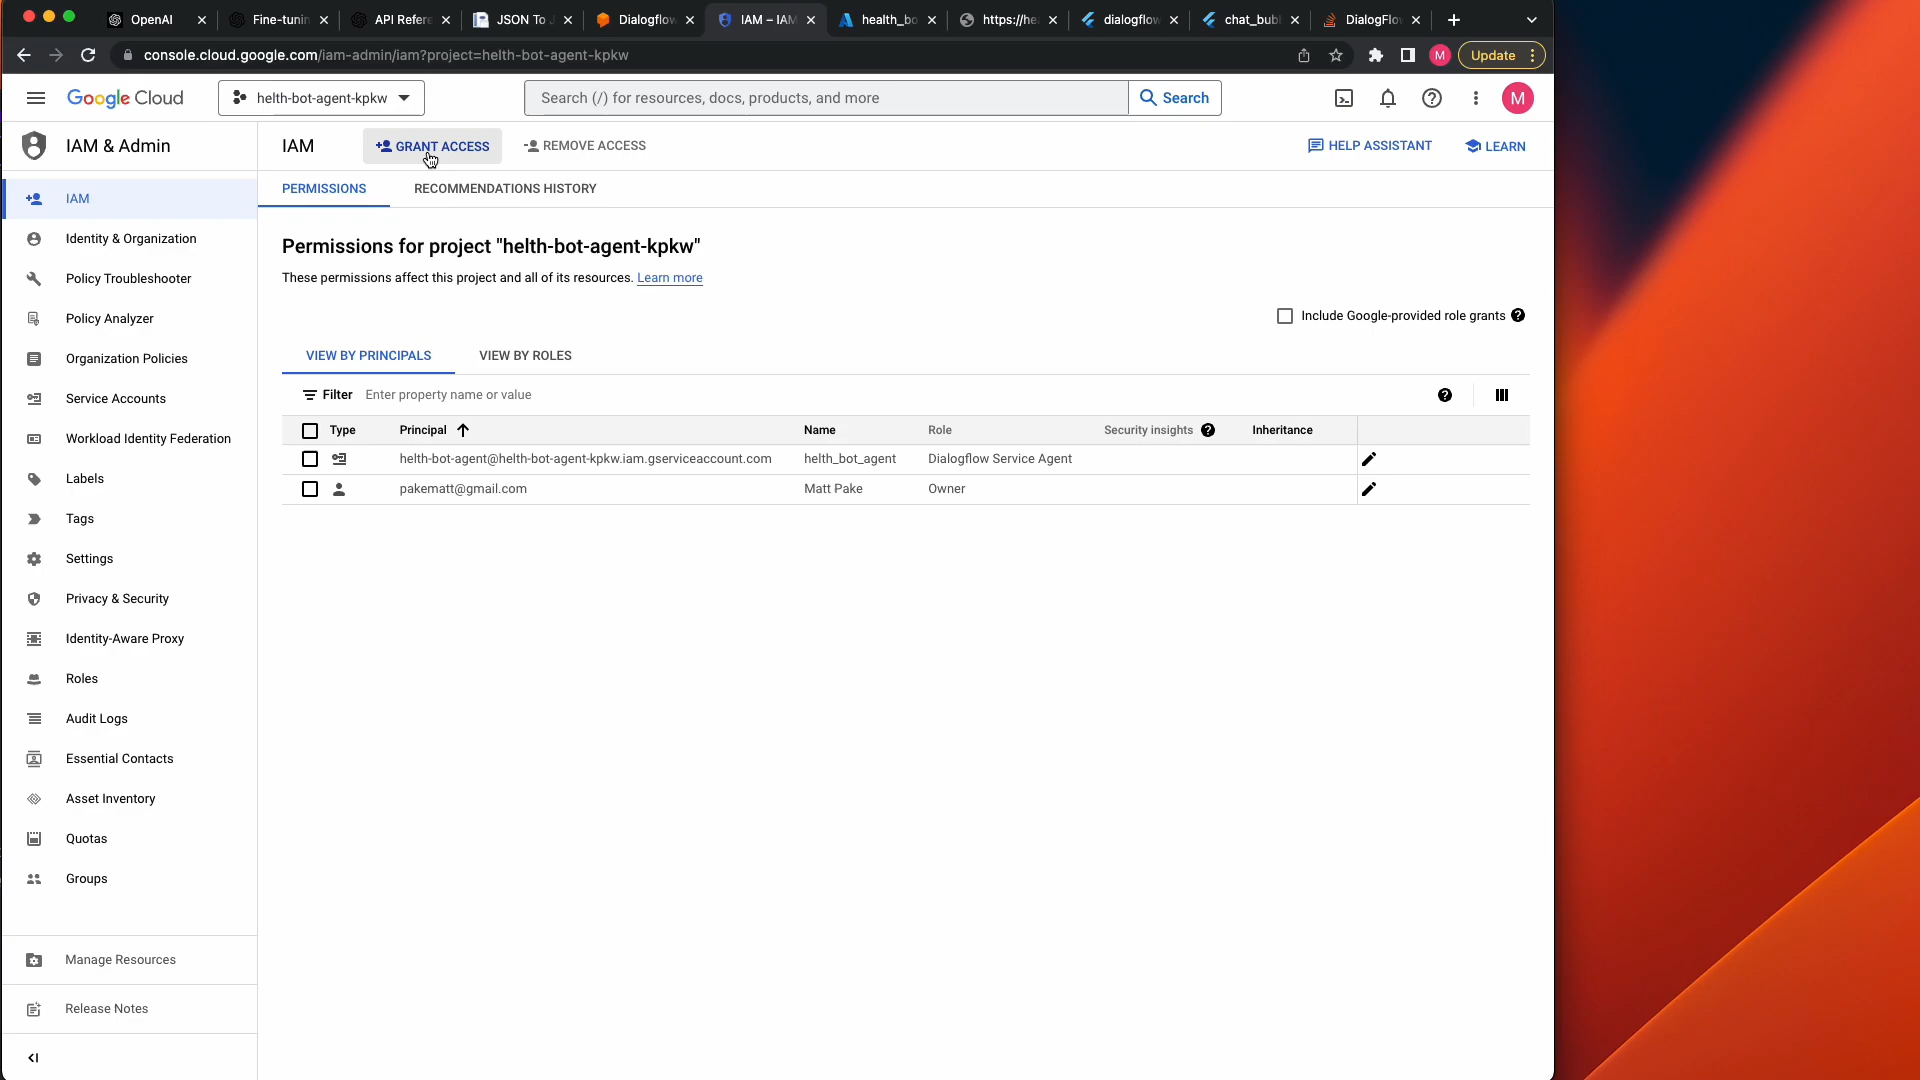 OpenAI
Fine-tunin
API Refere
JSON To J
Dialogflow
IAM – IAM
health_bo
https://he
dialogflow
chat_bubl
DialogFlo
console.cloud.google.com/iam-admin/iam?project=helth-bot-agent-kpkw
M
Update
Google Cloud
helth-bot-agent-kpkw
Search (/) for resources, docs, products, and more
Search
M
IAM & Admin
IAM
GRANT ACCESS
REMOVE ACCESS
HELP ASSISTANT
LEARN
IAM
Identity & Organization
Policy Troubleshooter
Policy Analyzer
Organization Policies
Service Accounts
Workload Identity Federation
Labels
Tags
Settings
Privacy & Security
Identity-Aware Proxy
Roles
Audit Logs
Essential Contacts
Asset Inventory
Quotas
Groups
Manage Resources
Release Notes
PERMISSIONS
RECOMMENDATIONS HISTORY
Permissions for project "helth-bot-agent-kpkw"
These permissions affect this project and all of its resources. Learn more
Include Google-provided role grants
VIEW BY PRINCIPALS
VIEW BY ROLES
Filter Enter property name or value
Type Principal Name Role Security insights Inheritance
helth-bot-agent@helth-bot-agent-kpkw.iam.gserviceaccount.com helth_bot_agent Dialogflow Service Agent
pakematt@gmail.com Matt Pake Owner